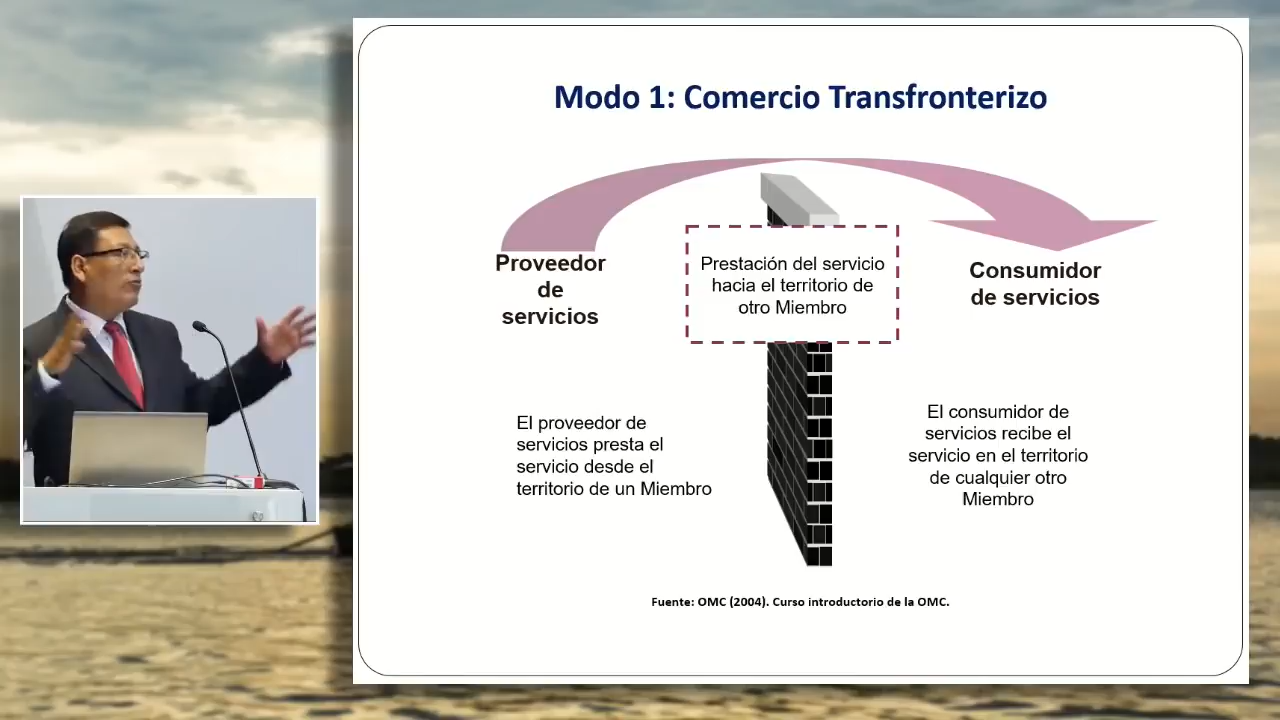 Modo 1: Comercio Transfronterizo
Proveedor
de
servicios
Prestación del servicio
hacia el territorio de
otro Miembro
Consumidor
de servicios
El proveedor de
servicios presta el
servicio desde el
territorio de un Miembro
El consumidor de
servicios recibe el
servicio en el territorio
de cualquier otro
Miembro
Fuente: OMC (2004). Curso introductorio de la OMC.